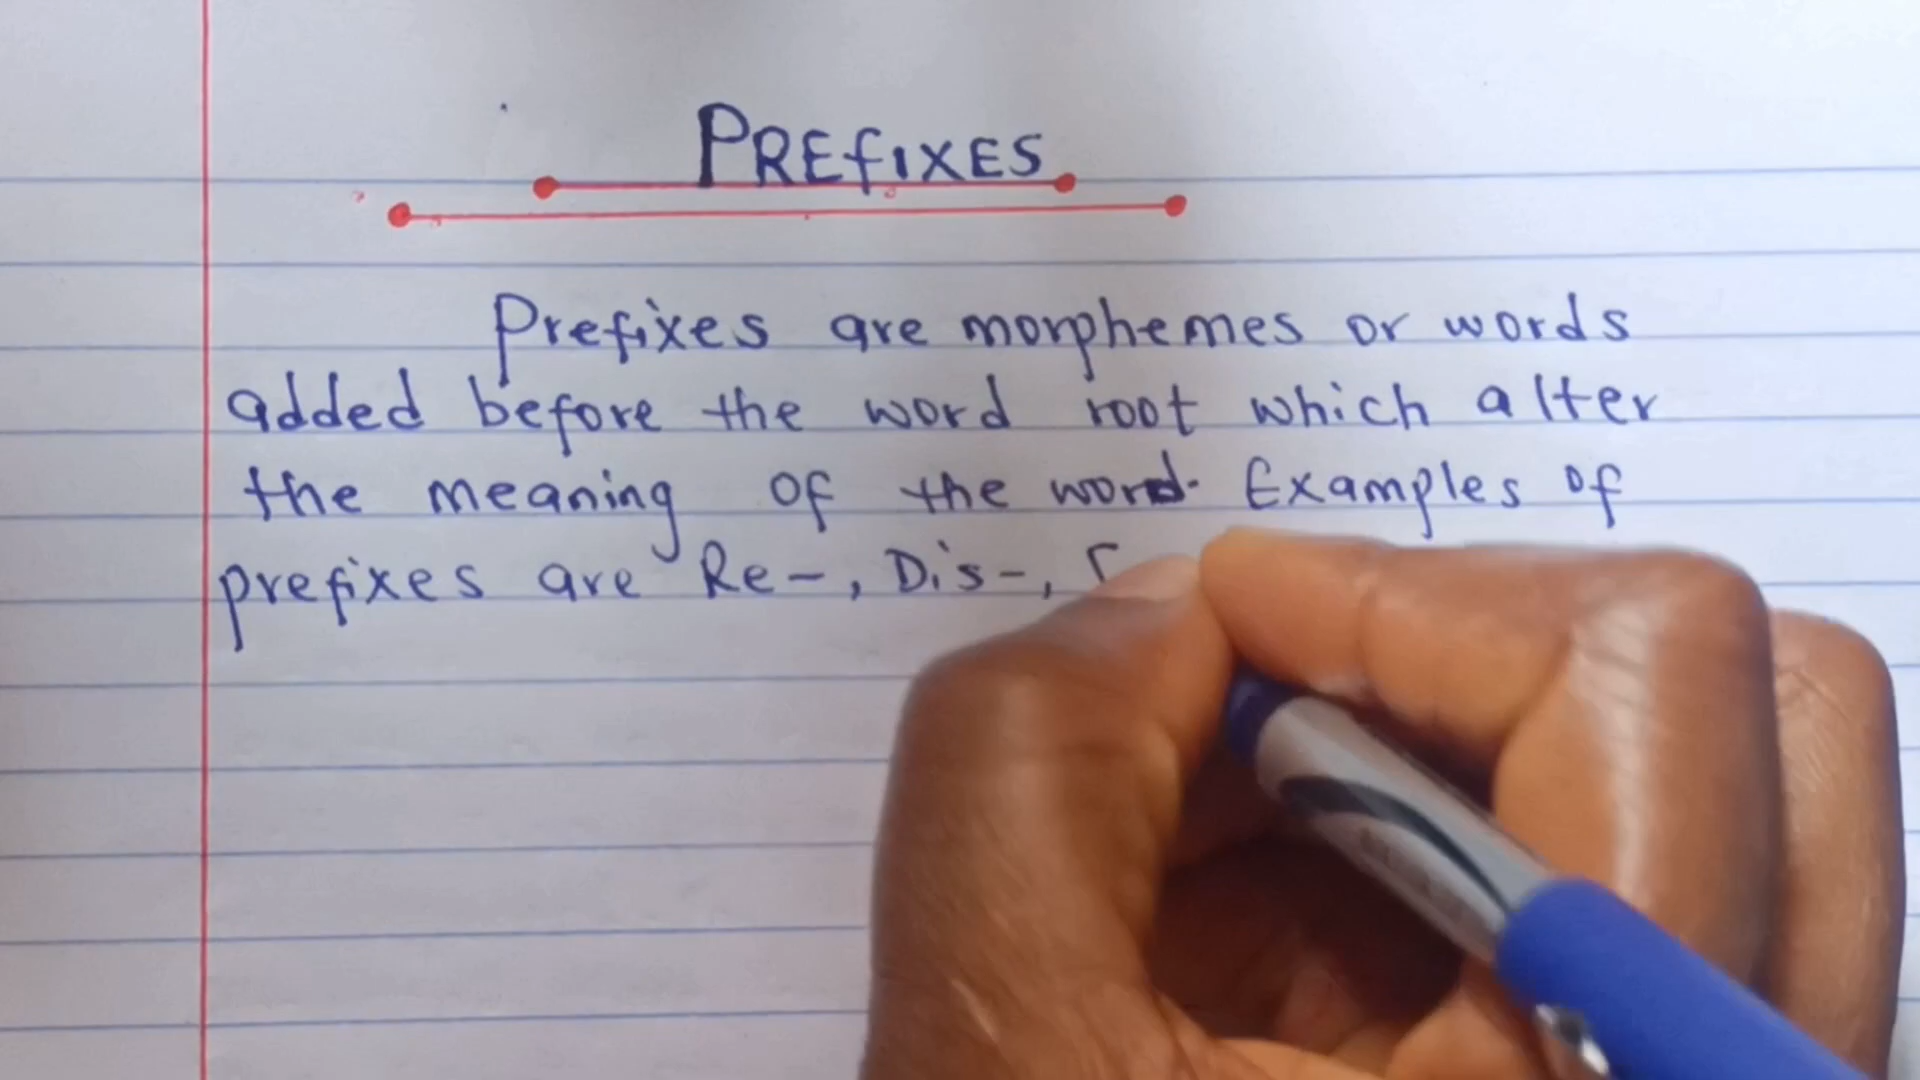 PREfIXES
Prefixes are morphemes or words
added before the word root which alter
the meaning of the word. Examples of
prefixes are Re-, Dis-,